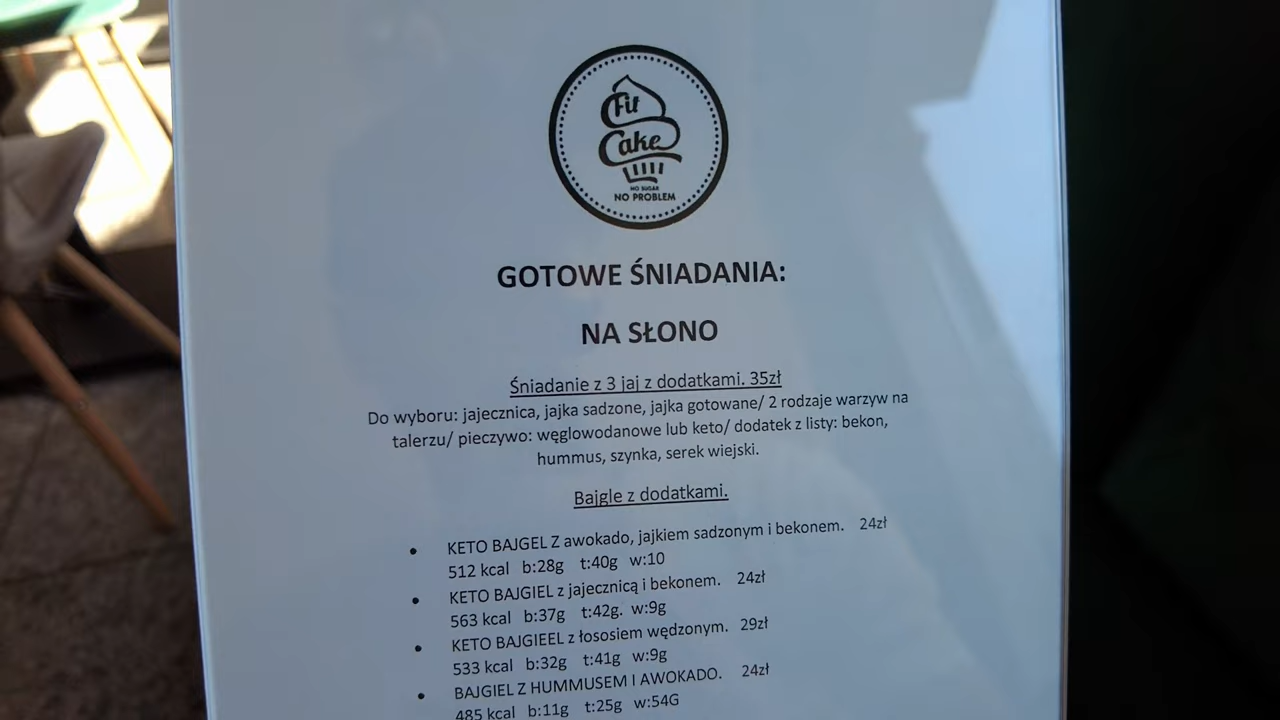 Fit
Cake
NO SUGAR
NO PROBLEM
GOTOWE ŚNIADANIA:
NA SŁONO
Śniadanie z 3 jaj z dodatkami. 35zł
Do wyboru: jajecznica, jajka sadzone, jajka gotowane/ 2 rodzaje warzyw na
talerzu/ pieczywo: węglowodanowe lub keto/ dodatek z listy: bekon,
hummus, szynka, serek wiejski.
Bajgle z dodatkami.
• KETO BAJGEL Z awokado, jajkiem sadzonym i bekonem. 24zł
512 kcal b:28g t:40g w:10
• KETO BAJGIEL z jajecznicą i bekonem. 24zł
563 kcal b:37g t:42g. w:9g
• KETO BAJGIEEL z łososiem wędzonym. 29zł
533 kcal b:32g t:41g w:9g
• BAJGIEL Z HUMMUSEM I AWOKADO. 24zł
485 kcal b:11g t:25g w:54G